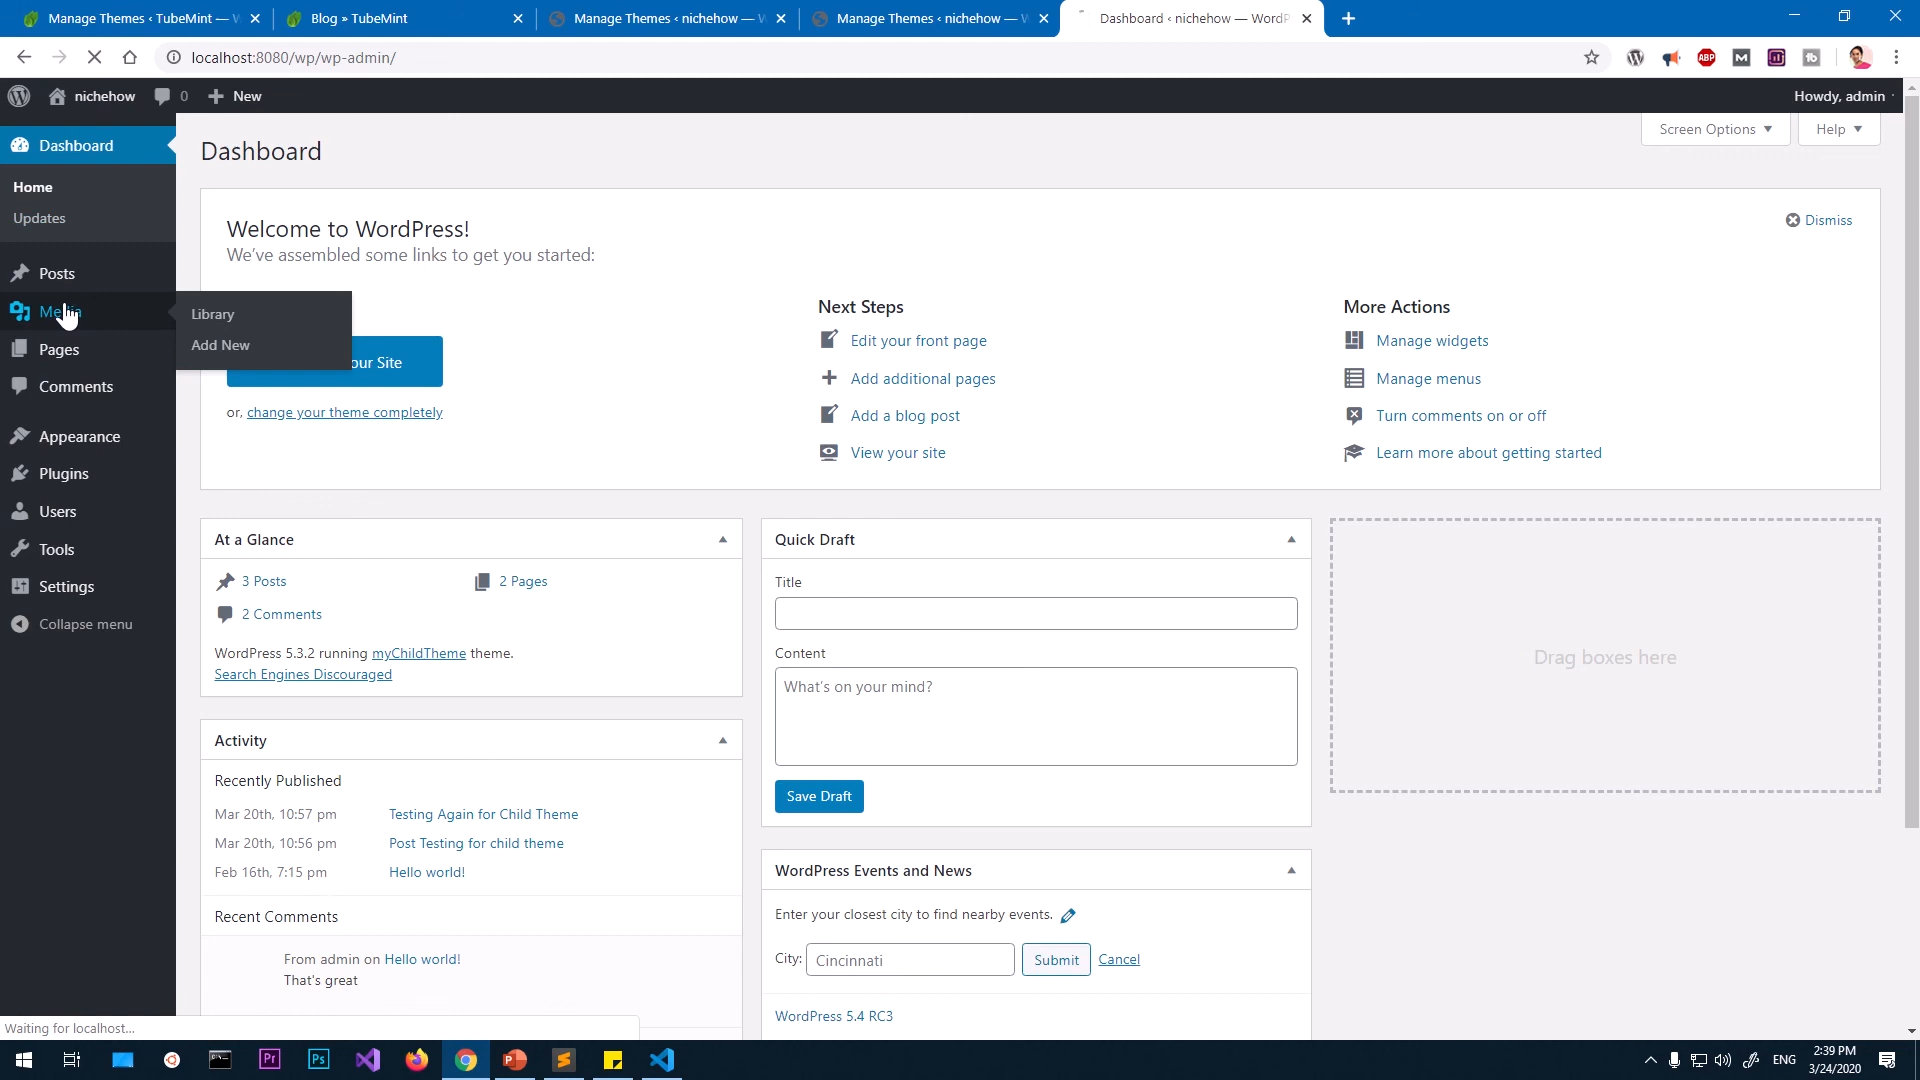 Manage Themes ‹ TubeMint — W
Blog » TubeMint
Manage Themes ‹ nichehow — W
Manage Themes ‹ nichehow — W
Dashboard ‹ nichehow — WordP
localhost:8080/wp/wp-admin/
ABP
M
tb
nichehow
0
New
Howdy, admin
Dashboard
Home
Updates
Posts
Media
Library
Add New
Pages
Comments
Appearance
Plugins
Users
Tools
Settings
Collapse menu
Dashboard
Screen Options
Help
Welcome to WordPress!
We've assembled some links to get you started:
Dismiss
our Site
or, change your theme completely
Next Steps
Edit your front page
Add additional pages
Add a blog post
View your site
More Actions
Manage widgets
Manage menus
Turn comments on or off
Learn more about getting started
At a Glance
3 Posts
2 Pages
2 Comments
WordPress 5.3.2 running myChildTheme theme.
Search Engines Discouraged
Activity
Recently Published
Mar 20th, 10:57 pm Testing Again for Child Theme
Mar 20th, 10:56 pm Post Testing for child theme
Feb 16th, 7:15 pm Hello world!
Recent Comments
From admin on Hello world!
That's great
Quick Draft
Title
Content
What's on your mind?
Save Draft
WordPress Events and News
Enter your closest city to find nearby events.
City: Cincinnati Submit Cancel
WordPress 5.4 RC3
Drag boxes here
Waiting for localhost...
Pr
Ps
ENG
2:39 PM
3/24/2020